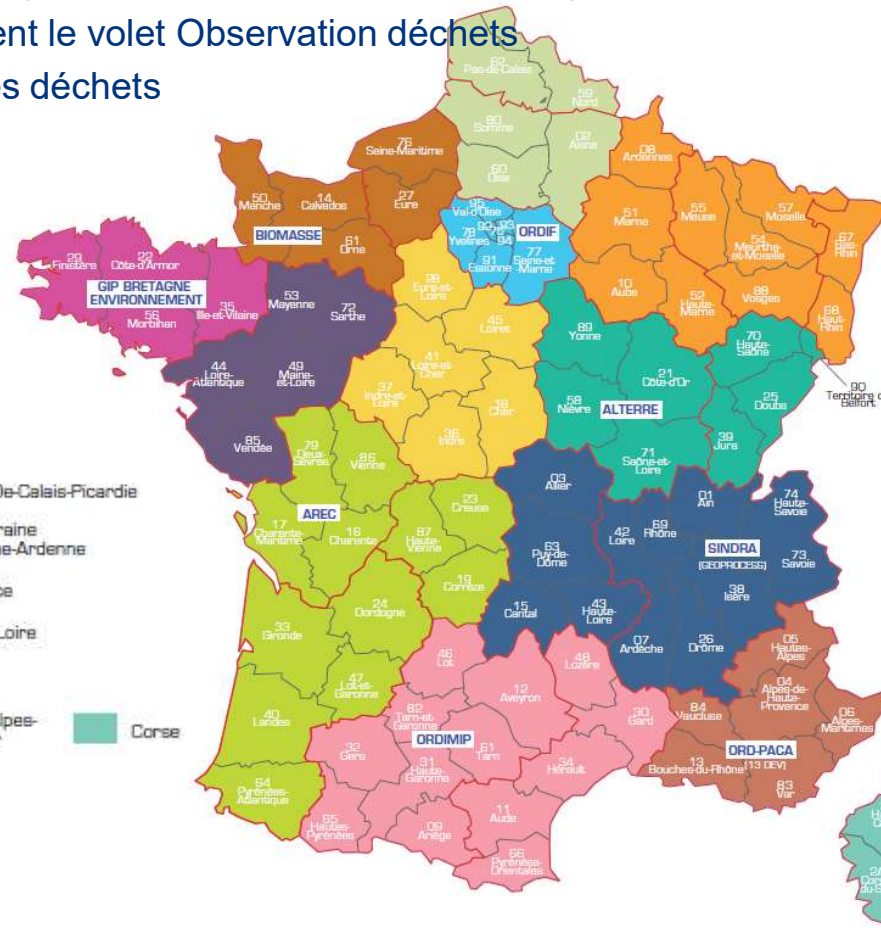 ent le volet Observation déchets
es déchets
62
Pas-de-Calais
59
Nord
80
Somme
02
Aisne
60
Oise
76
Seine-Maritime
27
Eure
50
Manche
14
Calvados
61
Orne
BIOMASSE
08
Ardennes
51
Marne
10
Aube
52
Haute-
Marne
55
Meuse
57
Moselle
54
Meurthe-
et-Moselle
88
Vosges
67
Bas-
Rhin
68
Haut-
Rhin
95
Val-d'Oise
78
Yvelines
92
93
94
91
Essonne
77
Seine-et-
Marne
ORDIF
29
Finistère
22
Côte-d'Armor
GIP BRETAGNE
ENVIRONNEMENT
56
Morbihan
35
Ille-et-Vilaine
53
Mayenne
72
Sarthe
44
Loire-
Atlantique
49
Maine-
et-Loire
85
Vendée
28
Eure-et-
Loire
45
Loiret
41
Loire-et-
Cher
37
Indre-et-
Loire
18
Cher
36
Indre
89
Yonne
21
Côte-d'Or
58
Nièvre
ALTERRE
71
Saône-et-
Loire
70
Haute-
Saône
25
Doubs
39
Jura
90
Territoire d
Belfort
79
Deux-
Sèvres
86
Vienne
AREC
17
Charente-
Maritime
16
Charente
87
Haute-
Vienne
23
Creuse
19
Corrèze
24
Dordogne
33
Gironde
47
Lot-et-
Garonne
40
Landes
64
Pyrénées-
Atlantique
03
Allier
63
Puy-de-
Dôme
15
Cantal
43
Haute-
Loire
42
Loire
69
Rhône
01
Ain
74
Haute-
Savoie
73
Savoie
SINDRA
(GEOPROCESS)
38
Isère
07
Ardèche
26
Drôme
46
Lot
12
Aveyron
48
Lozère
30
Gard
82
Tarn-et-
Garonne
ORDIMIP
32
Gers
31
Haute-
Garonne
61
Tarn
34
Hérault
65
Hautes-
Pyrénées
09
Ariège
11
Aude
66
Pyrénées-
Orientales
05
Hautes-
Alpes
04
Alpes-de-
Haute-
Provence
06
Alpes-
Maritimes
84
Vaucluse
ORD-PACA
(13 DEV)
13
Bouches-du-Rhône
83
Var
De-Calais-Picardie
raine
e-Ardenne
ce
Loire
lpes-
Corse